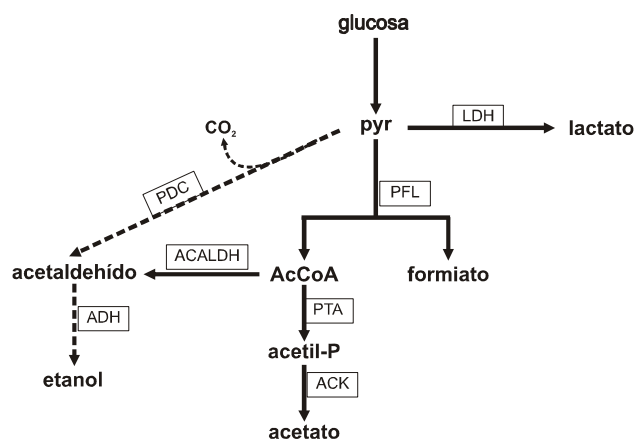 glucosa
pyr
LDH
lactato
CO₂
PDC
PFL
acetaldehído
ACALDH
AcCoA
formiato
ADH
PTA
acetil-P
etanol
ACK
acetato